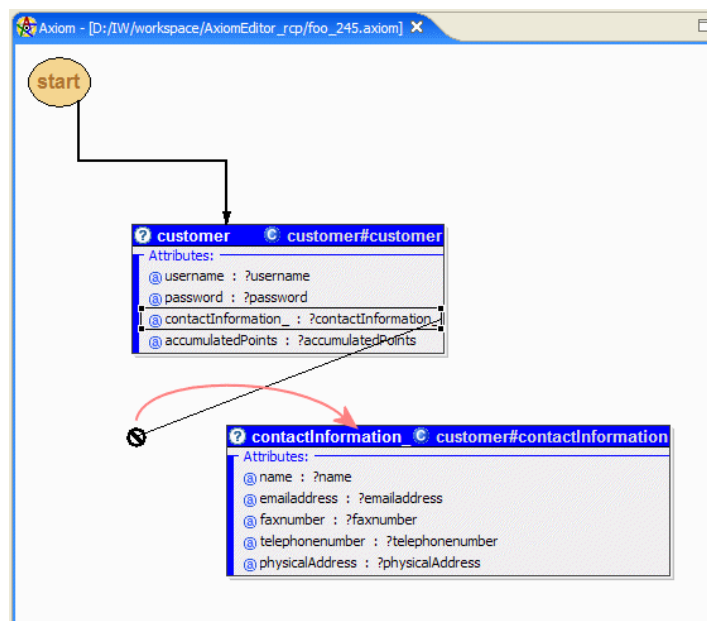 Axiom - [D:/IW/workspace/AxiomEditor_rcp/foo_245.axiom]
start
? customer C customer#customer
Attributes:
@ username : ?username
@ password : ?password
@ contactInformation_ : ?contactInformation_
@ accumulatedPoints : ?accumulatedPoints
? contactInformation_ C customer#contactInformation
Attributes:
@ name : ?name
@ emailaddress : ?emailaddress
@ faxnumber : ?faxnumber
@ telephonenumber : ?telephonenumber
@ physicalAddress : ?physicalAddress